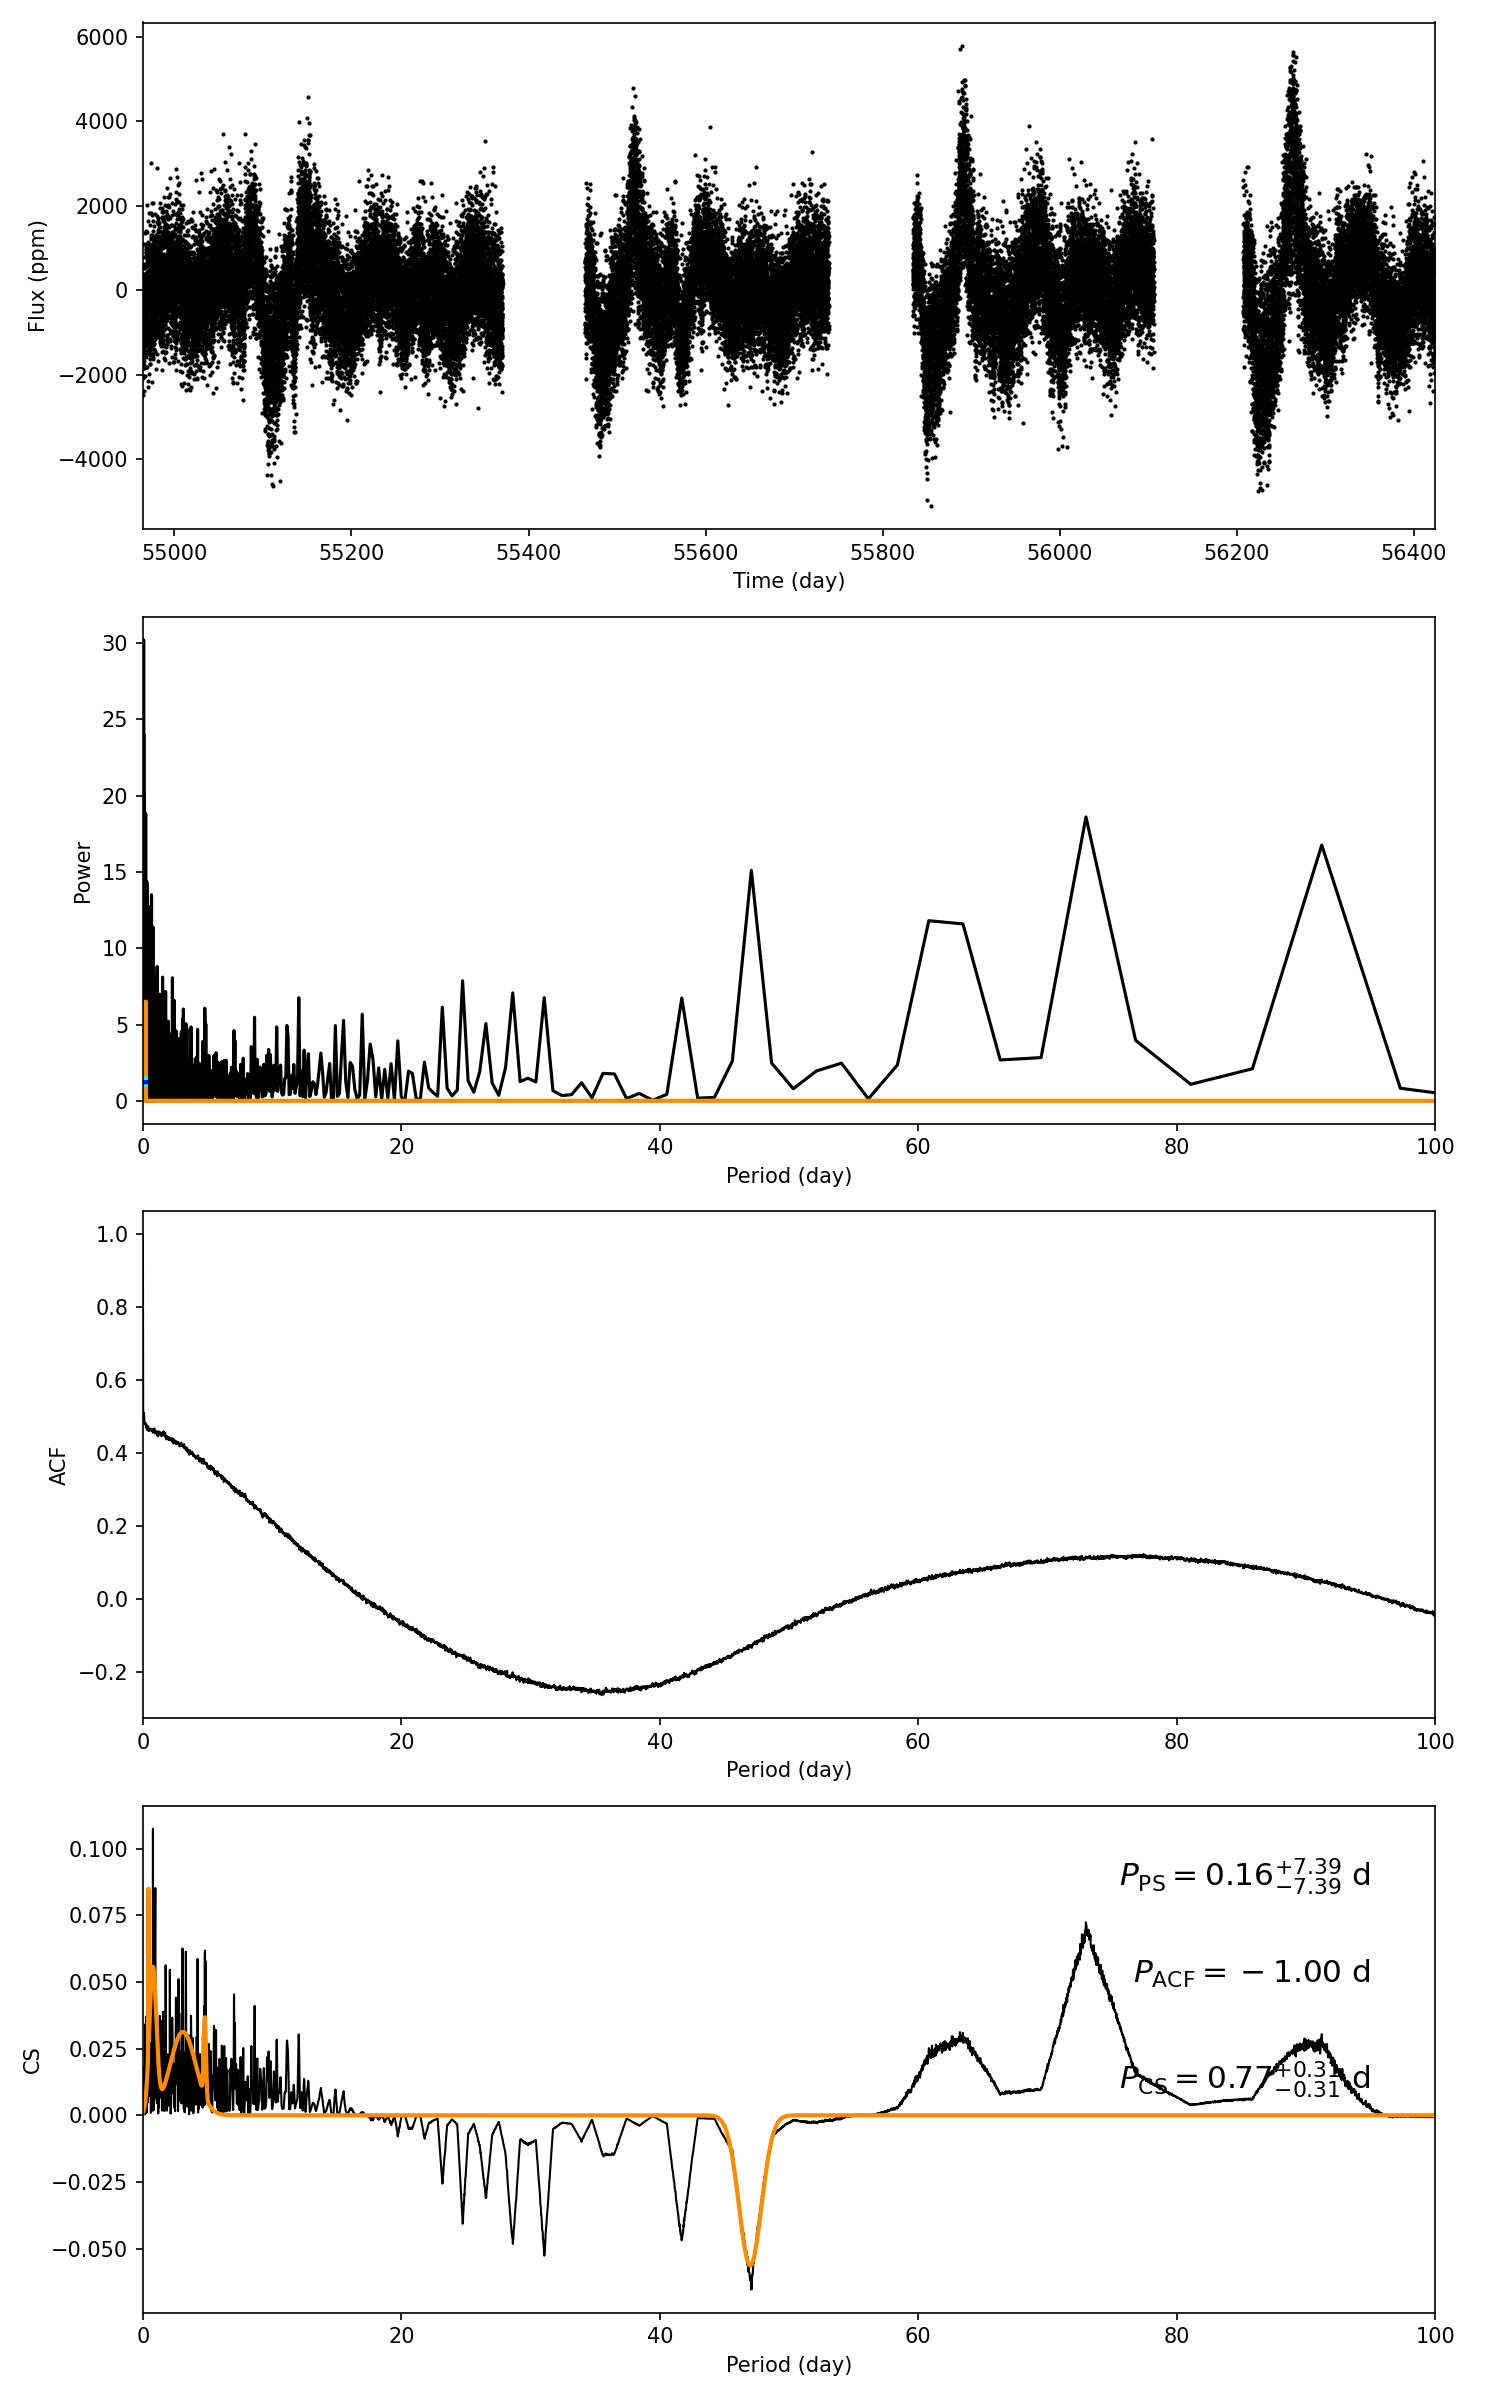 6000
4000
2000
0
−2000
−4000
Flux (ppm)
55000 55200 55400 55600 55800 56000 56200 56400
Time (day)
30
25
20
15
10
5
0
Power
0 20 40 60 80 100
Period (day)
1.0
0.8
0.6
0.4
0.2
0.0
−0.2
ACF
0 20 40 60 80 100
Period (day)
0.100
0.075
0.050
0.025
0.000
−0.025
−0.050
CS
P_PS = 0.16 +7.39 −7.39 d
P_ACF = −1.00 d
P_CS = 0.77 +0.31 −0.31 d
0 20 40 60 80 100
Period (day)